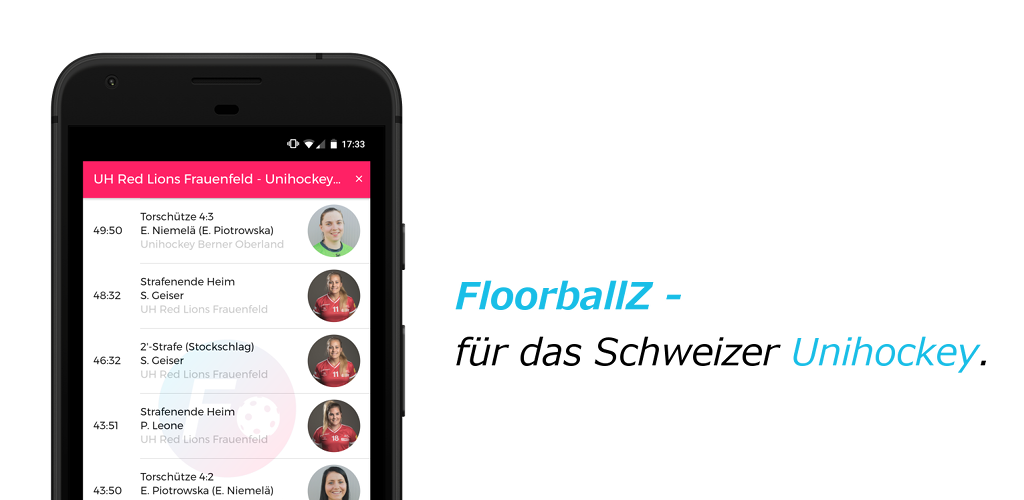 17:33
UH Red Lions Frauenfeld - Unihockey... ×
Torschütze 4:3
49:50 E. Niemelä (E. Piotrowska)
Unihockey Berner Oberland
Strafenende Heim
48:32 S. Geiser
UH Red Lions Frauenfeld
2'-Strafe (Stockschlag)
46:32 S. Geiser
UH Red Lions Frauenfeld
Strafenende Heim
43:51 P. Leone
UH Red Lions Frauenfeld
Torschütze 4:2
43:50 E. Piotrowska (E. Niemelä)
FloorballZ -
für das Schweizer Unihockey.